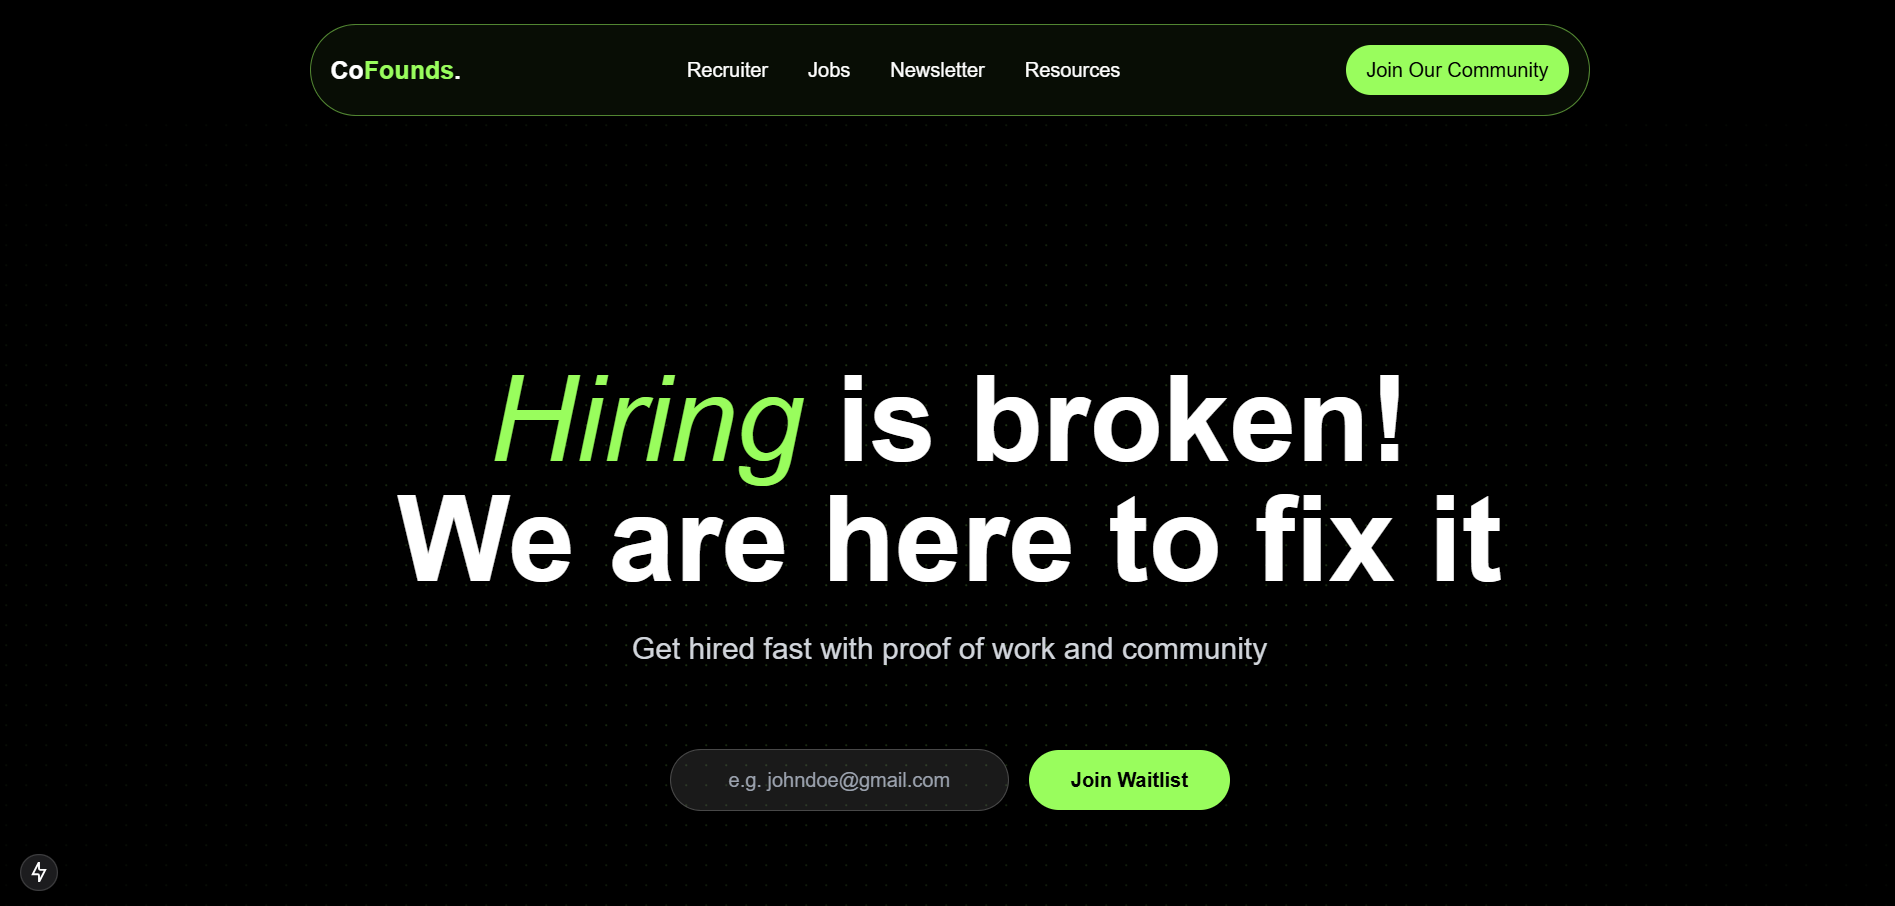 CoFounds.
Recruiter
Jobs
Newsletter
Resources
Join Our Community
Hiring is broken!
We are here to fix it
Get hired fast with proof of work and community
e.g. johndoe@gmail.com
Join Waitlist